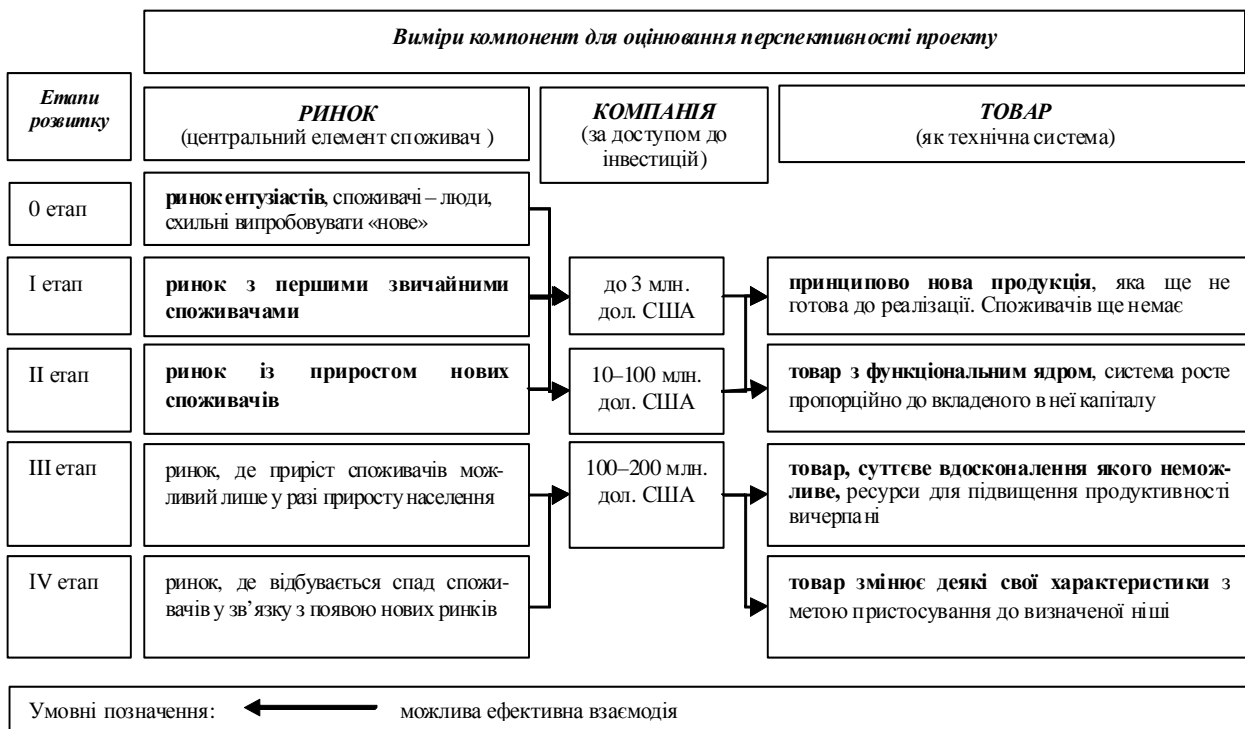 Виміри компонент для оцінювання перспективності проекту
Етапи
розвитку
РИНОК
(центральний елемент споживач )
КОМПАНІЯ
(за доступом до
інвестицій)
ТОВАР
(як технічна система)
0 етап
ринок ентузіастів, споживачі – люди,
схильні випробовувати «нове»
I етап
ринок з першими звичайними
споживачами
до 3 млн.
дол. США
принципово нова продукція, яка ще не
готова до реалізації. Споживачів ще немає
II етап
ринок із приростом нових
споживачів
10–100 млн.
дол. США
товар з функціональним ядром, система росте
пропорційно до вкладеного в неї капіталу
III етап
ринок, де приріст споживачів мож-
ливий лише у разі приросту населення
100–200 млн.
дол. США
товар, суттєве вдосконалення якого немож-
ливе, ресурси для підвищення продуктивності
вичерпані
IV етап
ринок, де відбувається спад спожи-
вачів у зв’язку з появою нових ринків
товар змінює деякі свої характеристики з
метою пристосування до визначеної ніші
Умовні позначення: можлива ефективна взаємодія